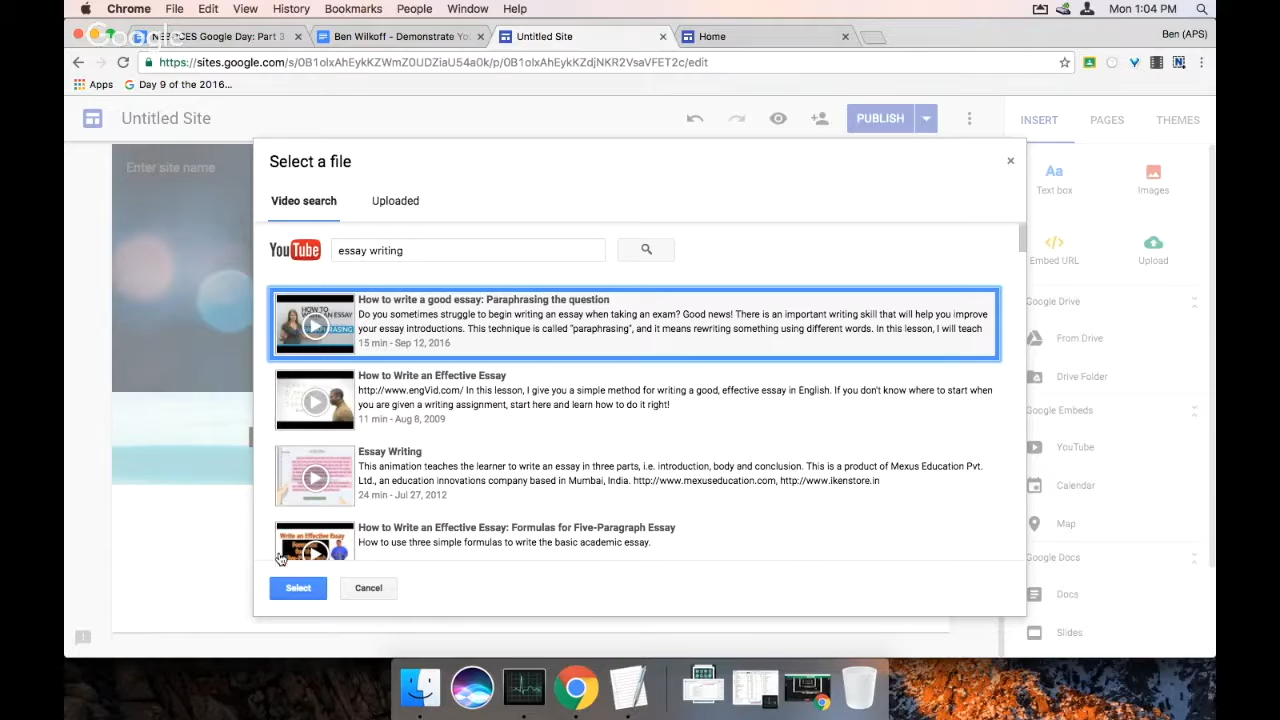 Chrome File Edit View History Bookmarks People Window Help Mon 1:04 PM
Google
Google Day: Part 3 Ben Wilkoff - Demonstrate Yo Untitled Site Home Ben (APS)
https://sites.google.com/s/0B1olxAhEykKZWmZ0UDZiaU54a0k/p/0B1olxAhEykKZdjNKR2VsaVFET2c/edit
Apps Day 9 of the 2016...
Untitled Site PUBLISH INSERT PAGES THEMES
Enter site name
Select a file
Video search Uploaded
YouTube essay writing
How to write a good essay: Paraphrasing the question
Do you sometimes struggle to begin writing an essay when taking an exam? Good news! There is an important writing skill that will help you improve
your essay introductions. This technique is called "paraphrasing", and it means rewriting something using different words. In this lesson, I will teach
15 min - Sep 12, 2016
HOW TO
AN ESSAY
How to Write an Effective Essay
http://www.engVid.com/ In this lesson, I give you a simple method for writing a good, effective essay in English. If you don't know where to start when
you are given a writing assignment, start here and learn how to do it right!
11 min - Aug 8, 2009
Essay Writing
This animation teaches the learner to write an essay in three parts, i.e. introduction, body and conclusion. This is a product of Mexus Education Pvt.
Ltd., an education innovations company based in Mumbai, India. http://www.mexuseducation.com, http://www.ikenstore.in
24 min - Jul 27, 2012
How to Write an Effective Essay: Formulas for Five-Paragraph Essay
How to use three simple formulas to write the basic academic essay.
Write an Effective Essay
Select Cancel
Aa
Text box Images
Embed URL Upload
Google Drive
From Drive
Drive Folder
Google Embeds
YouTube
Calendar
Map
Google Docs
Docs
Slides